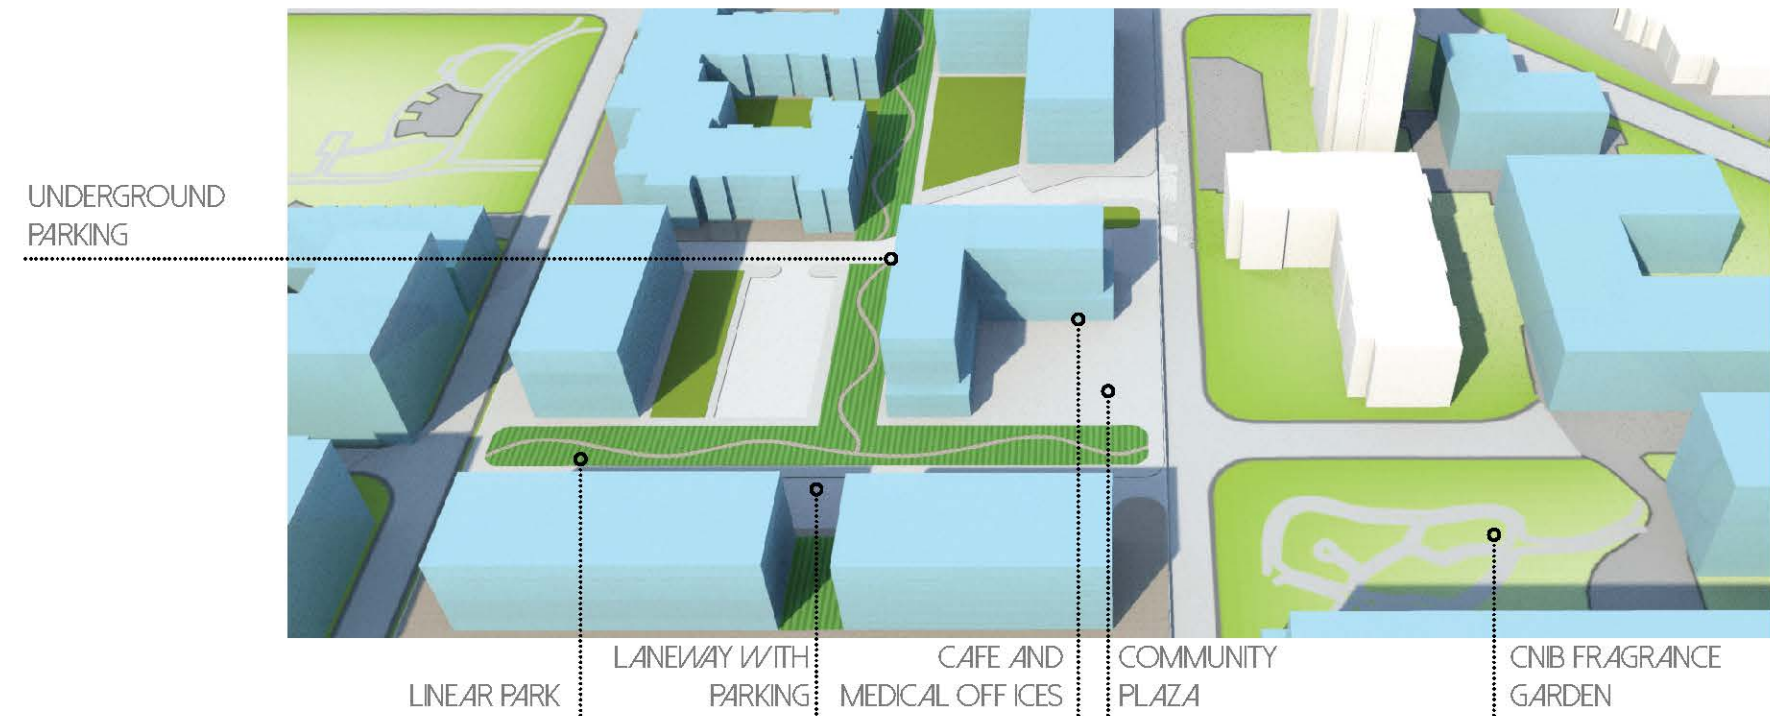 UNDERGROUND
PARKING
LINEAR PARK
LANEWAY WITH
PARKING
CAFE AND
MEDICAL OFF ICES
COMMUNITY
PLAZA
CNIB FRAGRANCE
GARDEN